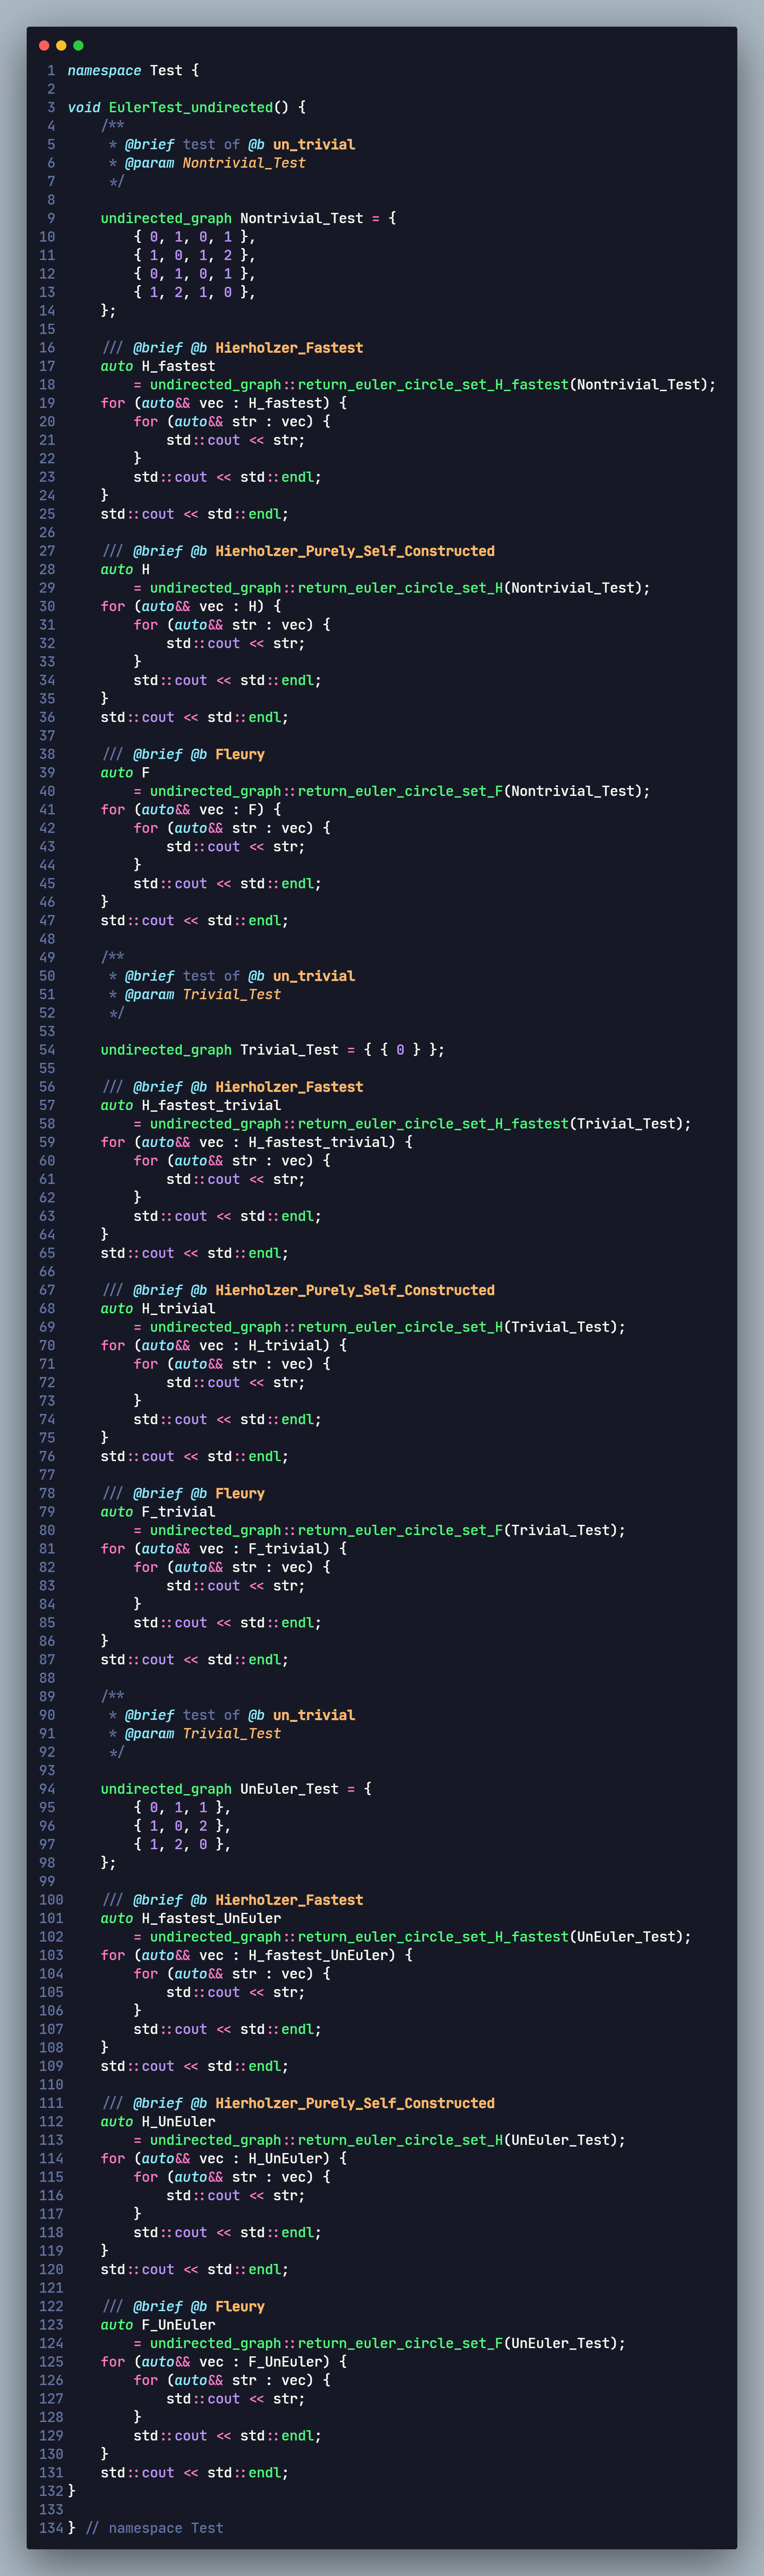 1 namespace Test {
2
3 void EulerTest_undirected() {
4     /**
5      * @brief test of @b un_trivial
6      * @param Nontrivial_Test
7      */
8
9     undirected_graph Nontrivial_Test = {
10         { 0, 1, 0, 1 },
11         { 1, 0, 1, 2 },
12         { 0, 1, 0, 1 },
13         { 1, 2, 1, 0 },
14     };
15
16     /// @brief @b Hierholzer_Fastest
17     auto H_fastest
18         = undirected_graph::return_euler_circle_set_H_fastest(Nontrivial_Test);
19     for (auto&& vec : H_fastest) {
20         for (auto&& str : vec) {
21             std::cout << str;
22         }
23         std::cout << std::endl;
24     }
25     std::cout << std::endl;
26
27     /// @brief @b Hierholzer_Purely_Self_Constructed
28     auto H
29         = undirected_graph::return_euler_circle_set_H(Nontrivial_Test);
30     for (auto&& vec : H) {
31         for (auto&& str : vec) {
32             std::cout << str;
33         }
34         std::cout << std::endl;
35     }
36     std::cout << std::endl;
37
38     /// @brief @b Fleury
39     auto F
40         = undirected_graph::return_euler_circle_set_F(Nontrivial_Test);
41     for (auto&& vec : F) {
42         for (auto&& str : vec) {
43             std::cout << str;
44         }
45         std::cout << std::endl;
46     }
47     std::cout << std::endl;
48
49     /**
50      * @brief test of @b un_trivial
51      * @param Trivial_Test
52      */
53
54     undirected_graph Trivial_Test = { { 0 } };
55
56     /// @brief @b Hierholzer_Fastest
57     auto H_fastest_trivial
58         = undirected_graph::return_euler_circle_set_H_fastest(Trivial_Test);
59     for (auto&& vec : H_fastest_trivial) {
60         for (auto&& str : vec) {
61             std::cout << str;
62         }
63         std::cout << std::endl;
64     }
65     std::cout << std::endl;
66
67     /// @brief @b Hierholzer_Purely_Self_Constructed
68     auto H_trivial
69         = undirected_graph::return_euler_circle_set_H(Trivial_Test);
70     for (auto&& vec : H_trivial) {
71         for (auto&& str : vec) {
72             std::cout << str;
73         }
74         std::cout << std::endl;
75     }
76     std::cout << std::endl;
77
78     /// @brief @b Fleury
79     auto F_trivial
80         = undirected_graph::return_euler_circle_set_F(Trivial_Test);
81     for (auto&& vec : F_trivial) {
82         for (auto&& str : vec) {
83             std::cout << str;
84         }
85         std::cout << std::endl;
86     }
87     std::cout << std::endl;
88
89     /**
90      * @brief test of @b un_trivial
91      * @param Trivial_Test
92      */
93
94     undirected_graph UnEuler_Test = {
95         { 0, 1, 1 },
96         { 1, 0, 2 },
97         { 1, 2, 0 },
98     };
99
100     /// @brief @b Hierholzer_Fastest
101     auto H_fastest_UnEuler
102         = undirected_graph::return_euler_circle_set_H_fastest(UnEuler_Test);
103     for (auto&& vec : H_fastest_UnEuler) {
104         for (auto&& str : vec) {
105             std::cout << str;
106         }
107         std::cout << std::endl;
108     }
109     std::cout << std::endl;
110
111     /// @brief @b Hierholzer_Purely_Self_Constructed
112     auto H_UnEuler
113         = undirected_graph::return_euler_circle_set_H(UnEuler_Test);
114     for (auto&& vec : H_UnEuler) {
115         for (auto&& str : vec) {
116             std::cout << str;
117         }
118         std::cout << std::endl;
119     }
120     std::cout << std::endl;
121
122     /// @brief @b Fleury
123     auto F_UnEuler
124         = undirected_graph::return_euler_circle_set_F(UnEuler_Test);
125     for (auto&& vec : F_UnEuler) {
126         for (auto&& str : vec) {
127             std::cout << str;
128         }
129         std::cout << std::endl;
130     }
131     std::cout << std::endl;
132 }
133
134 } // namespace Test